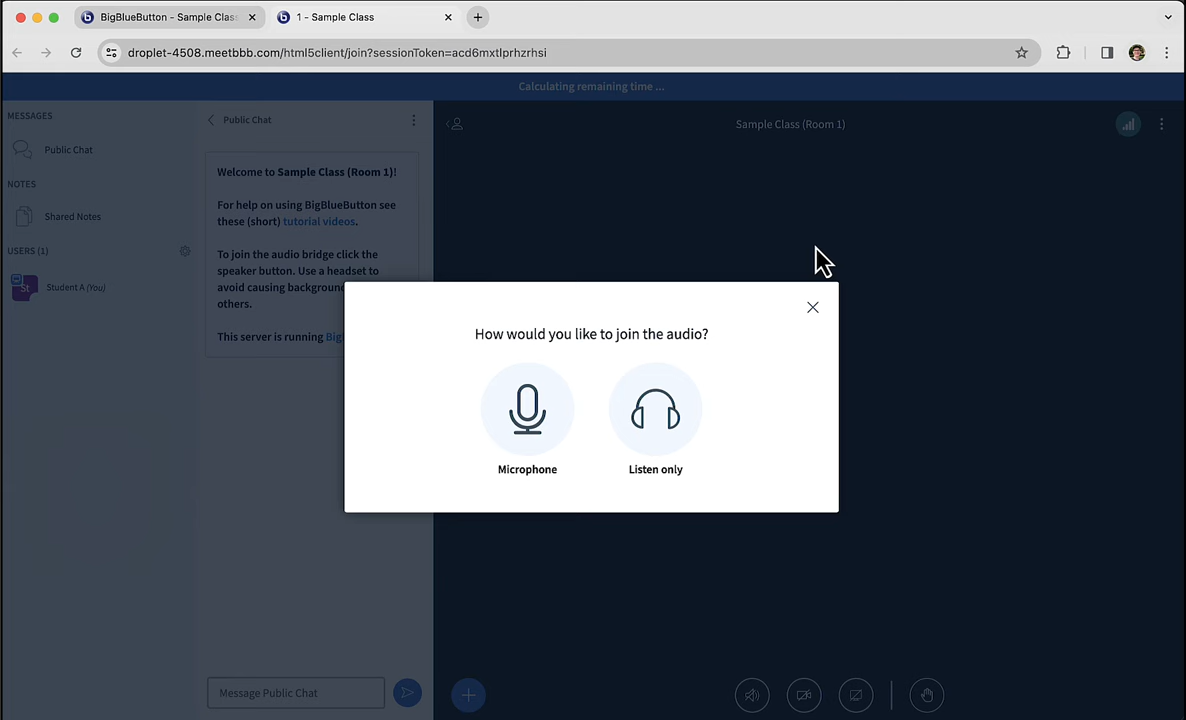 BigBlueButton - Sample Clas
1 - Sample Class
droplet-4508.meetbbb.com/html5client/join?sessionToken=acd6mxtlprhzrhsi
Calculating remaining time ...
MESSAGES
Public Chat
NOTES
Shared Notes
USERS (1)
St
Student A (You)
Public Chat
Welcome to Sample Class (Room 1)!
For help on using BigBlueButton see
these (short) tutorial videos.
To join the audio bridge click the
speaker button. Use a headset to
avoid causing background
others.
This server is running Big
Message Public Chat
Sample Class (Room 1)
How would you like to join the audio?
Microphone
Listen only